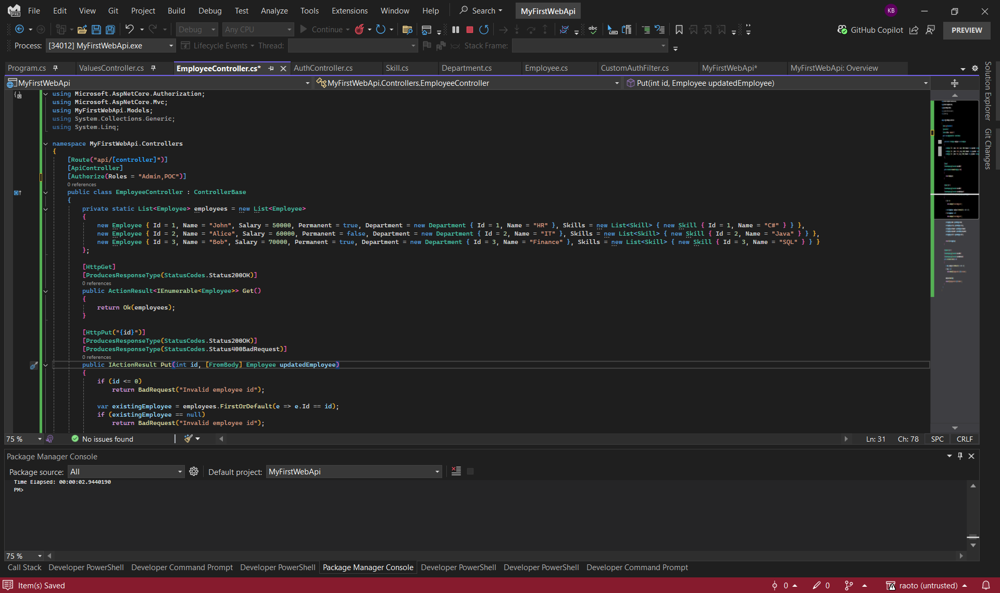 File Edit View Git Project Build Debug Test Analyze Tools Extensions Window Help Search MyFirstWebApi KB
Debug Any CPU Continue abc GitHub Copilot PREVIEW
Process: [34012] MyFirstWebApi.exe Lifecycle Events Thread: Stack Frame:
Program.cs ValuesController.cs EmployeeController.cs* AuthController.cs Skill.cs Department.cs Employee.cs CustomAuthFilter.cs MyFirstWebApi* MyFirstWebApi: Overview
MyFirstWebApi MyFirstWebApi.Controllers.EmployeeController Put(int id, Employee updatedEmployee)
Solution Explorer
Git Changes
using Microsoft.AspNetCore.Authorization;
using Microsoft.AspNetCore.Mvc;
using MyFirstWebApi.Models;
using System.Collections.Generic;
using System.Linq;
namespace MyFirstWebApi.Controllers
{
[Route("api/[controller]")]
[ApiController]
[Authorize(Roles = "Admin,POC")]
0 references
public class EmployeeController : ControllerBase
{
private static List<Employee> employees = new List<Employee>
{
new Employee { Id = 1, Name = "John", Salary = 50000, Permanent = true, Department = new Department { Id = 1, Name = "HR" }, Skills = new List<Skill> { new Skill { Id = 1, Name = "C#" } } },
new Employee { Id = 2, Name = "Alice", Salary = 60000, Permanent = false, Department = new Department { Id = 2, Name = "IT" }, Skills = new List<Skill> { new Skill { Id = 2, Name = "Java" } } },
new Employee { Id = 3, Name = "Bob", Salary = 70000, Permanent = true, Department = new Department { Id = 3, Name = "Finance" }, Skills = new List<Skill> { new Skill { Id = 3, Name = "SQL" } } }
};
[HttpGet]
[ProducesResponseType(StatusCodes.Status200OK)]
0 references
public ActionResult<IEnumerable<Employee>> Get()
{
return Ok(employees);
}
[HttpPut("{id}")]
[ProducesResponseType(StatusCodes.Status200OK)]
[ProducesResponseType(StatusCodes.Status400BadRequest)]
0 references
public IActionResult Put(int id, [FromBody] Employee updatedEmployee)
{
if (id <= 0)
return BadRequest("Invalid employee id");
var existingEmployee = employees.FirstOrDefault(e => e.Id == id);
if (existingEmployee == null)
return BadRequest("Invalid employee id");
75 % No issues found Ln: 31 Ch: 78 SPC CRLF
Package Manager Console
Package source: All Default project: MyFirstWebApi
Time Elapsed: 00:00:02.9440190
PM>
75 %
Call Stack Developer PowerShell Developer Command Prompt Developer PowerShell Package Manager Console Developer PowerShell Developer PowerShell Developer Command Prompt
Item(s) Saved 0 0 raoto (untrusted)